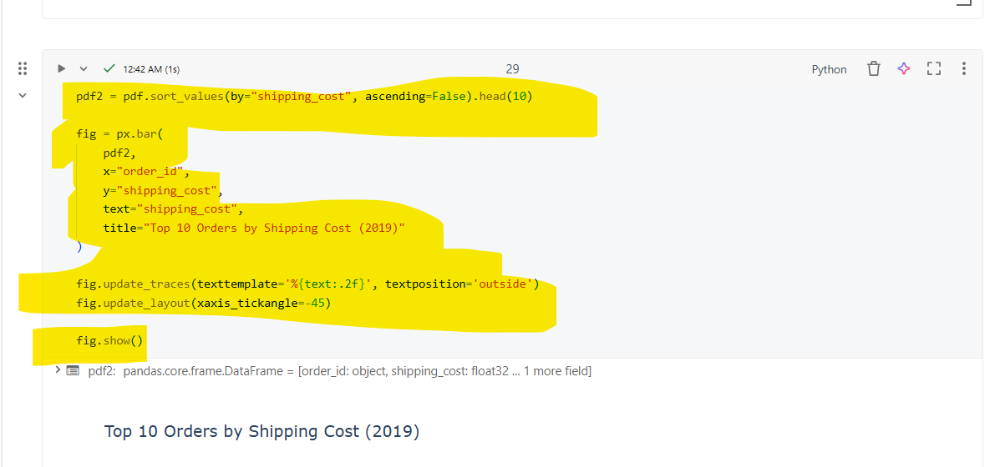 12:42 AM (1s)
29
Python
pdf2 = pdf.sort_values(by="shipping_cost", ascending=False).head(10)
fig = px.bar(
pdf2,
x="order_id",
y="shipping_cost",
text="shipping_cost",
title="Top 10 Orders by Shipping Cost (2019)"
)
fig.update_traces(texttemplate='%{text:.2f}', textposition='outside')
fig.update_layout(xaxis_tickangle=-45)
fig.show()
pdf2: pandas.core.frame.DataFrame = [order_id: object, shipping_cost: float32 ... 1 more field]
Top 10 Orders by Shipping Cost (2019)